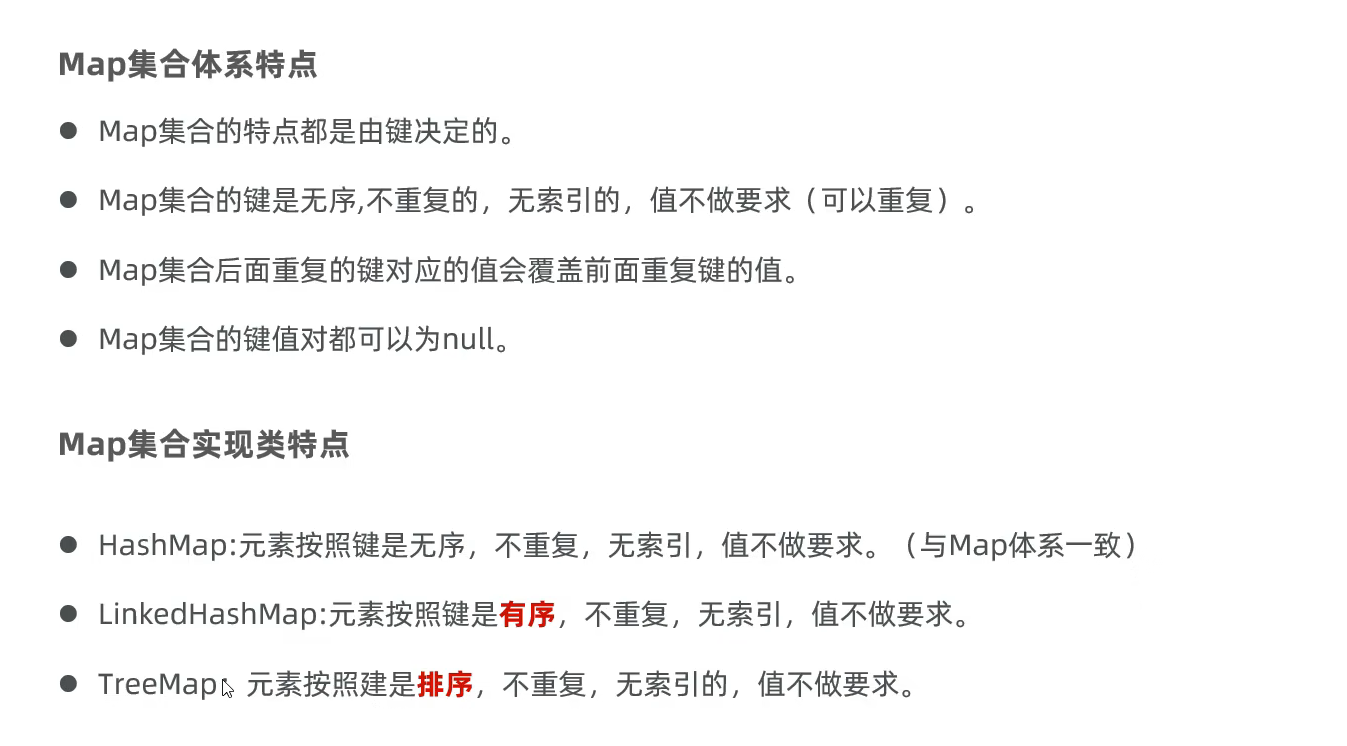 Map集合体系特点
● Map集合的特点都是由键决定的。
● Map集合的键是无序,不重复的，无索引的，值不做要求（可以重复）。
● Map集合后面重复的键对应的值会覆盖前面重复键的值。
● Map集合的键值对都可以为null。
Map集合实现类特点
● HashMap:元素按照键是无序，不重复，无索引，值不做要求。（与Map体系一致）
● LinkedHashMap:元素按照键是有序，不重复，无索引，值不做要求。
● TreeMap：元素按照建是排序，不重复，无索引的，值不做要求。